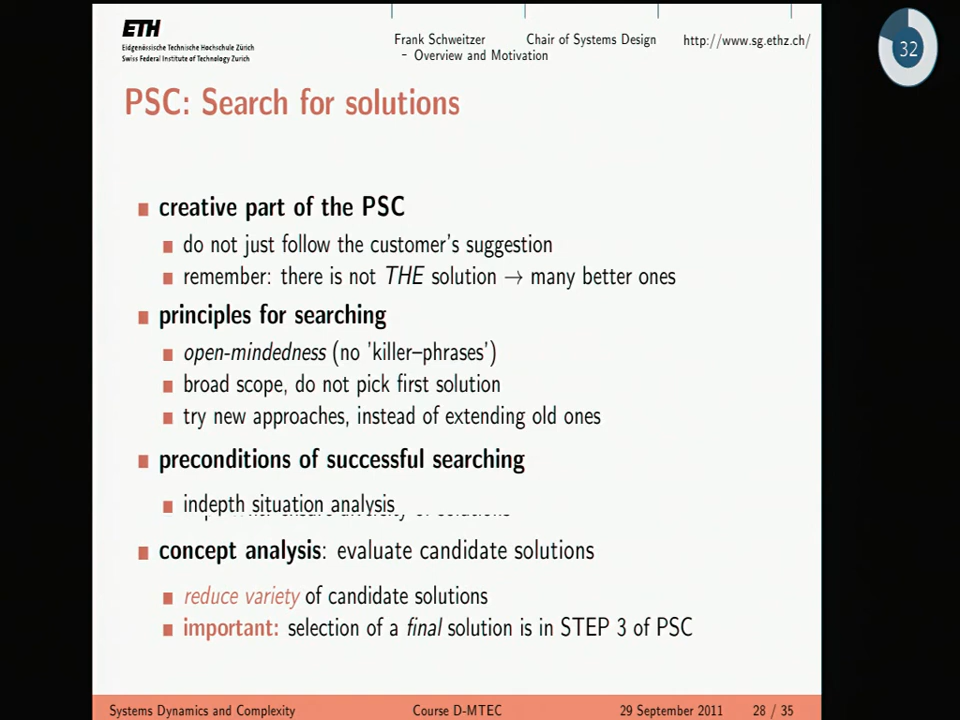 ETH
Eidgenössische Technische Hochschule Zürich
Swiss Federal Institute of Technology Zurich
Frank Schweitzer Chair of Systems Design http://www.sg.ethz.ch/
– Overview and Motivation
32
PSC: Search for solutions
creative part of the PSC
do not just follow the customer's suggestion
remember: there is not THE solution → many better ones
principles for searching
open-mindedness (no 'killer–phrases')
broad scope, do not pick first solution
try new approaches, instead of extending old ones
preconditions of successful searching
indepth situation analysis
concept analysis: evaluate candidate solutions
reduce variety of candidate solutions
important: selection of a final solution is in STEP 3 of PSC
Systems Dynamics and Complexity Course D-MTEC 29 September 2011 28 / 35